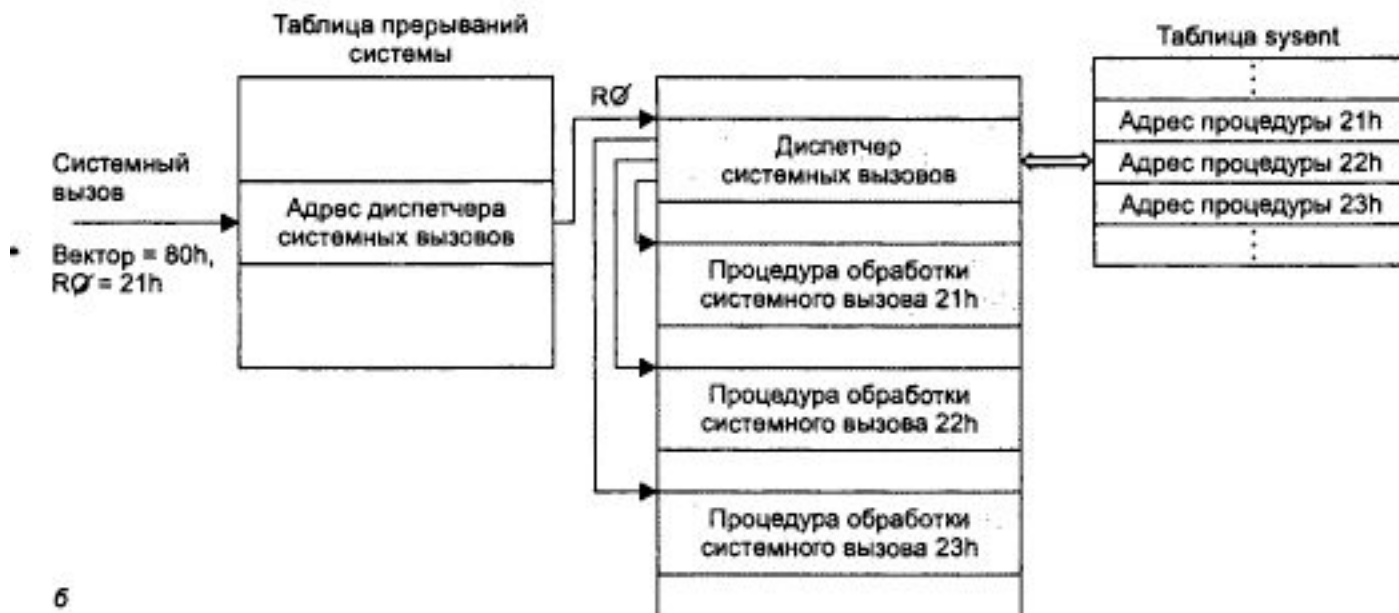 Таблица прерываний
системы
Таблица sysent
RØ
Системный
вызов
Вектор = 80h,
RØ = 21h
Адрес диспетчера
системных вызовов
Диспетчер
системных вызовов
Процедура обработки
системного вызова 21h
Процедура обработки
системного вызова 22h
Процедура обработки
системного вызова 23h
Адрес процедуры 21h
Адрес процедуры 22h
Адрес процедуры 23h
б